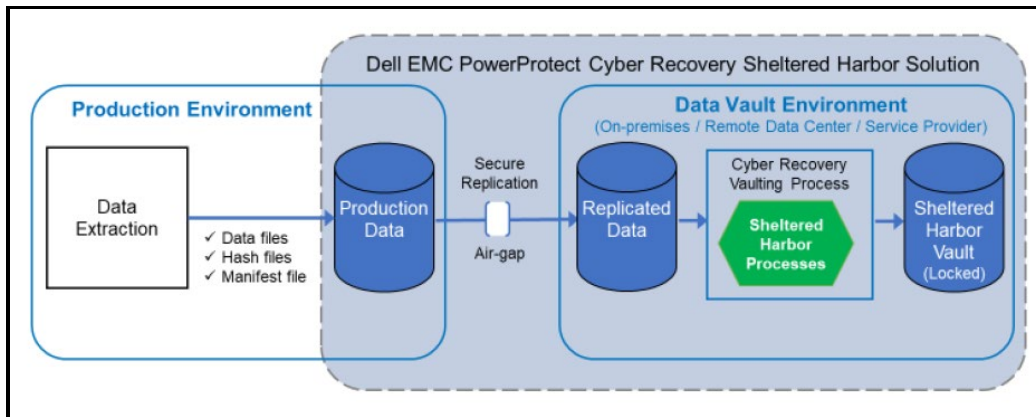 Dell EMC PowerProtect Cyber Recovery Sheltered Harbor Solution
Production Environment
Data Vault Environment
(On-premises / Remote Data Center / Service Provider)
Data
Extraction
✓ Data files
✓ Hash files
✓ Manifest file
Production
Data
Secure
Replication
Air-gap
Replicated
Data
Cyber Recovery
Vaulting Process
Sheltered
Harbor
Processes
Sheltered
Harbor
Vault
(Locked)